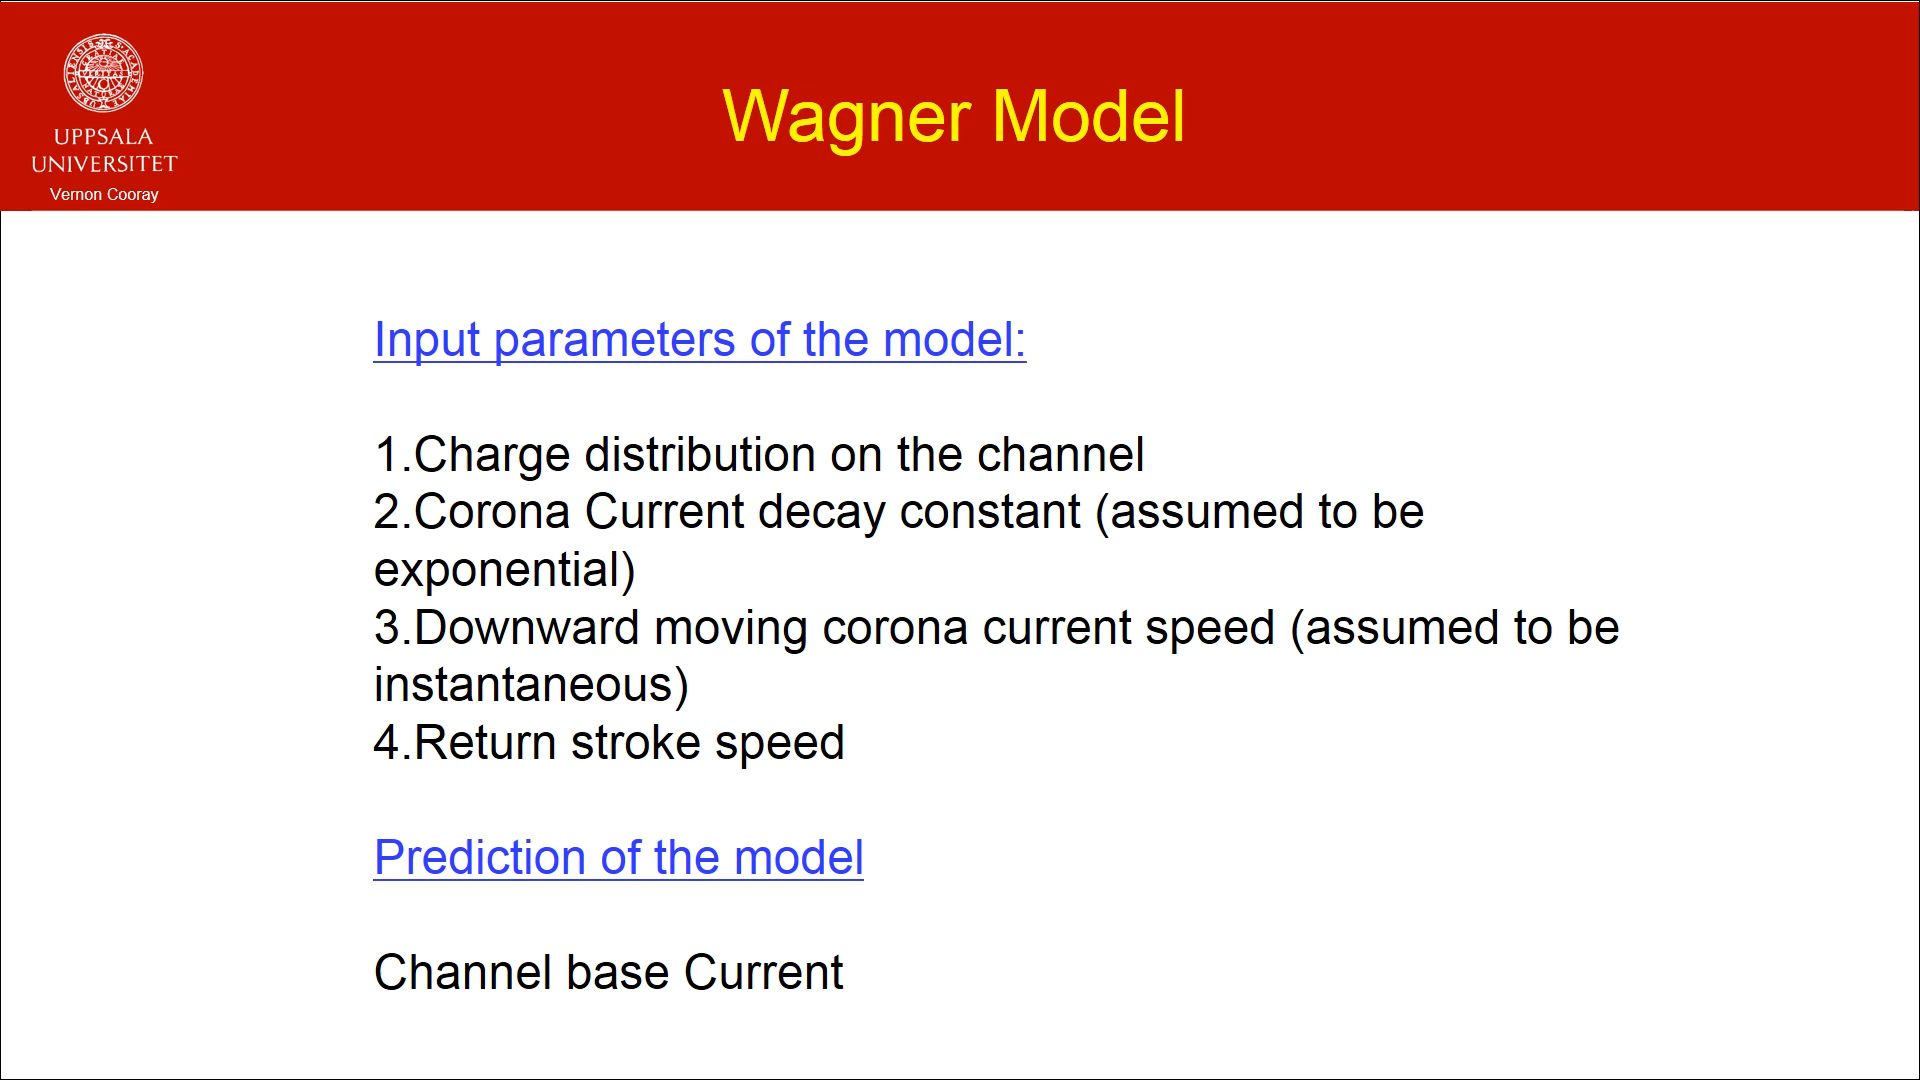 UPPSALA
UNIVERSITET
Vernon Cooray
Wagner Model
Input parameters of the model:
1.Charge distribution on the channel
2.Corona Current decay constant (assumed to be
exponential)
3.Downward moving corona current speed (assumed to be
instantaneous)
4.Return stroke speed
Prediction of the model
Channel base Current